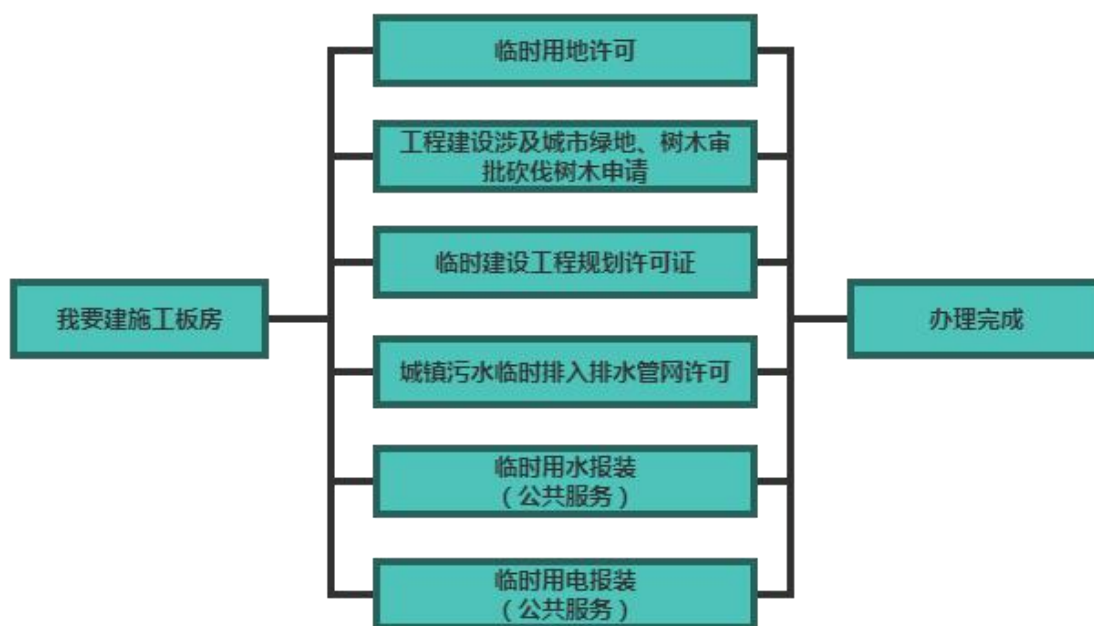 临时用地许可
工程建设涉及城市绿地、树木审
批砍伐树木申请
临时建设工程规划许可证
我要建施工板房
办理完成
城镇污水临时排入排水管网许可
临时用水报装
（公共服务）
临时用电报装
（公共服务）